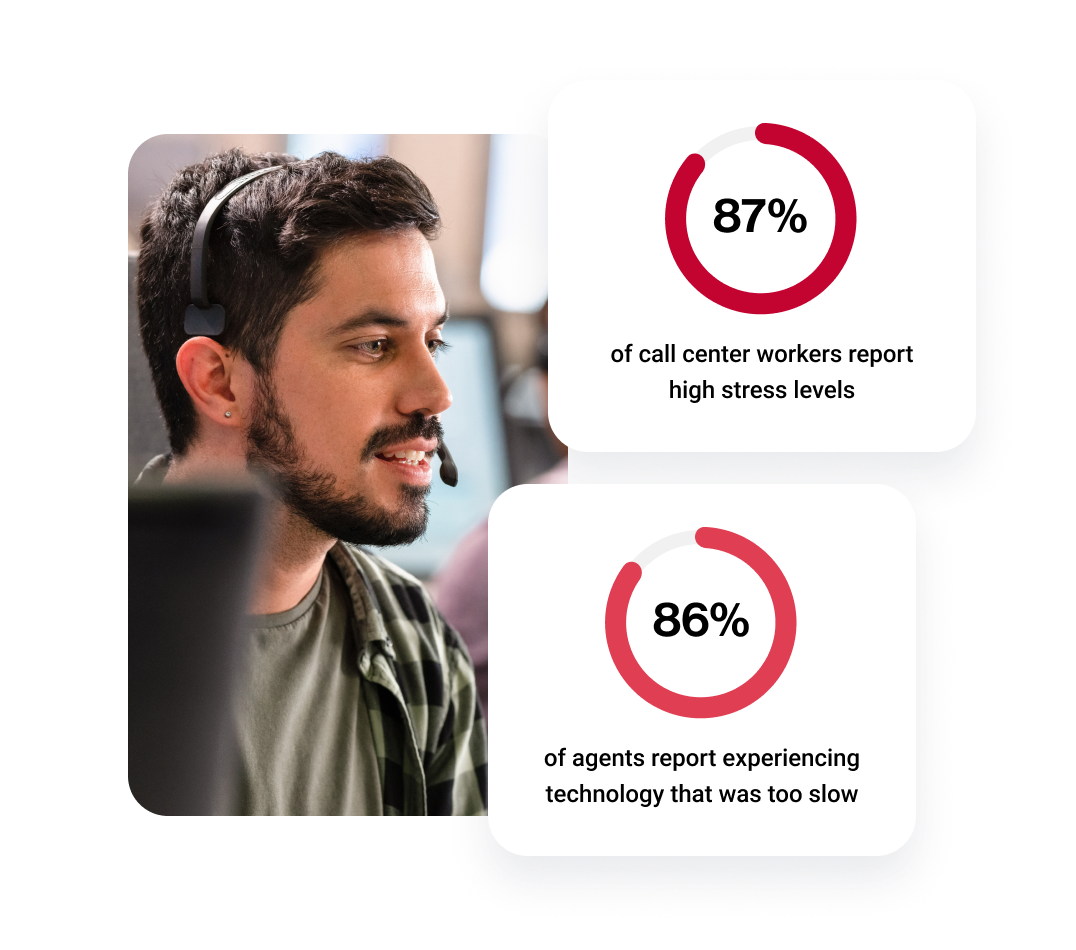 87%
of call center workers report
high stress levels
86%
of agents report experiencing
technology that was too slow